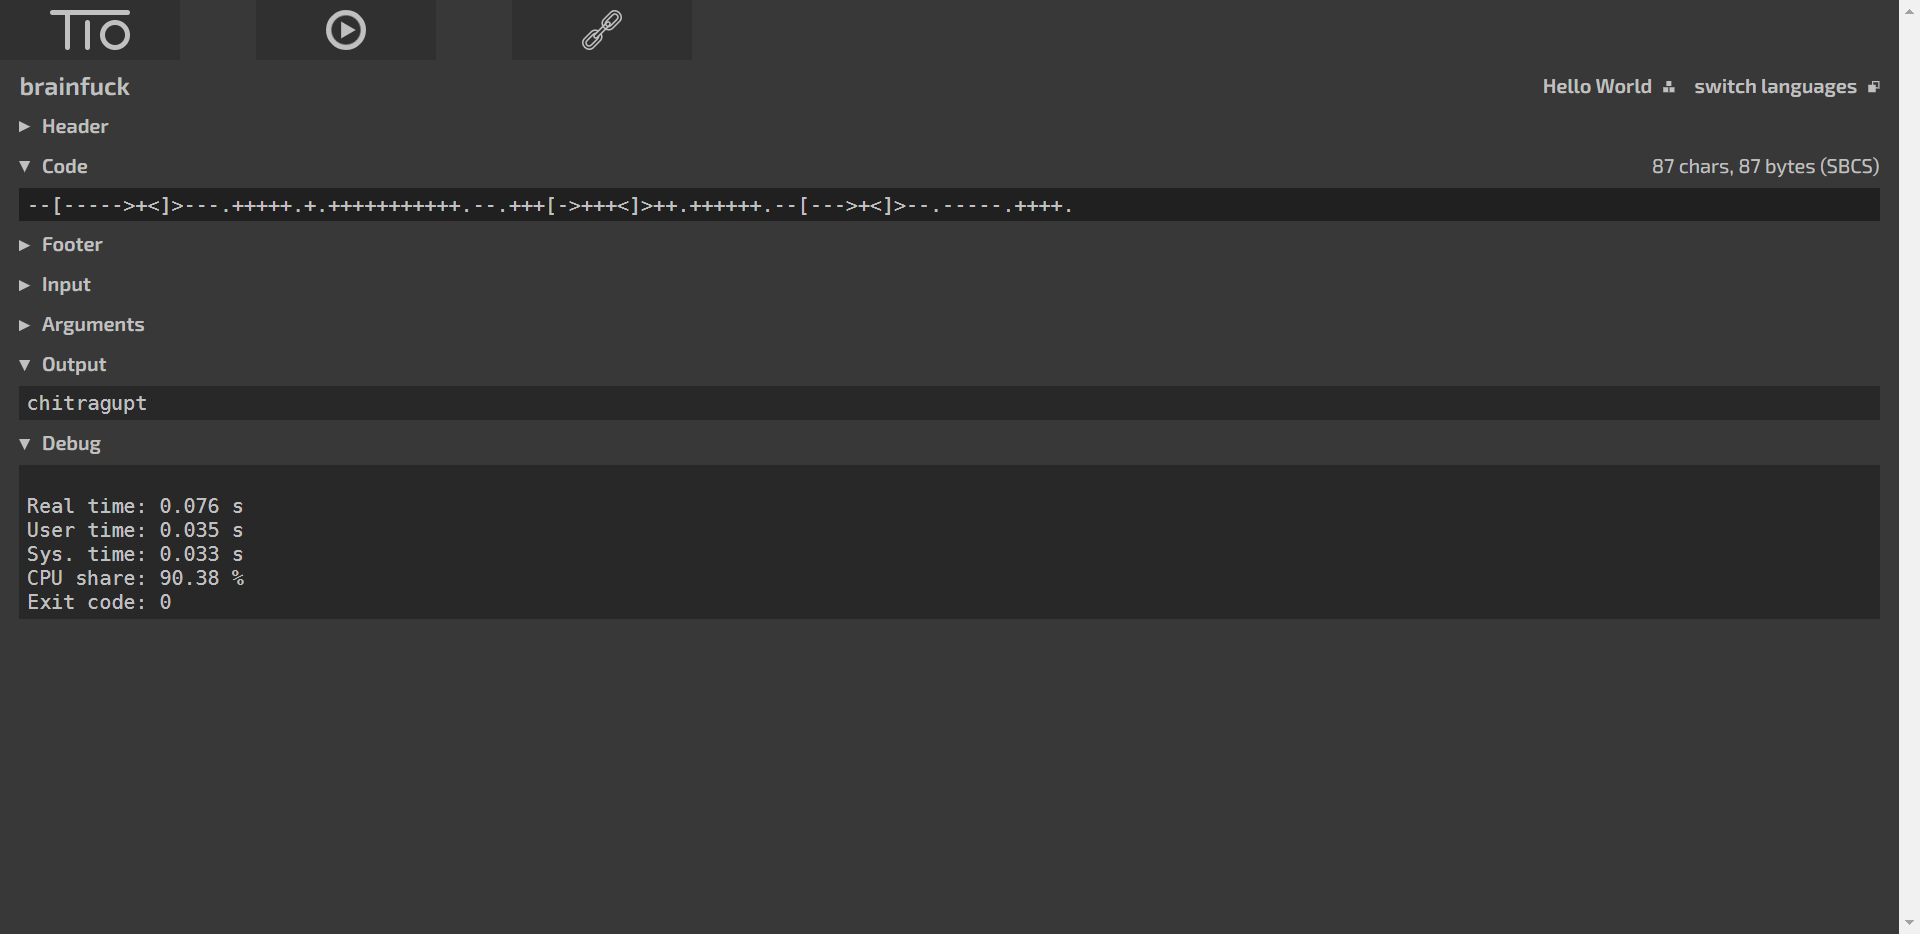 TIO
brainfuck
Hello World switch languages
Header
Code
87 chars, 87 bytes (SBCS)
--[----->+<]>---.+++++.+.+++++++++++.--.+++[->+++<]>++.++++++.--[--->+<]>--.-----.++++.
Footer
Input
Arguments
Output
chitragupt
Debug
Real time: 0.076 s
User time: 0.035 s
Sys. time: 0.033 s
CPU share: 90.38 %
Exit code: 0